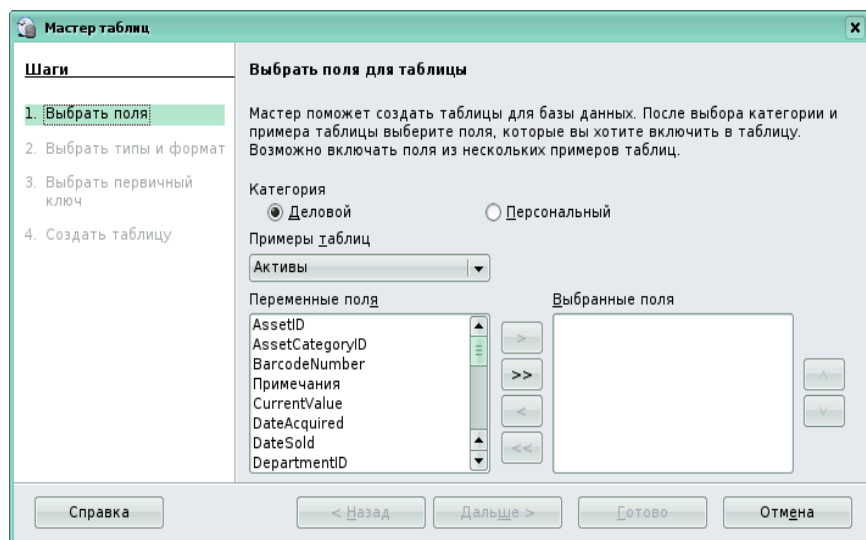 Мастер таблиц
Шаги
1. Выбрать поля
2. Выбрать типы и формат
3. Выбрать первичный
ключ
4. Создать таблицу
Выбрать поля для таблицы
Мастер поможет создать таблицы для базы данных. После выбора категории и
примера таблицы выберите поля, которые вы хотите включить в таблицу.
Возможно включать поля из нескольких примеров таблиц.
Категория
Деловой
Персональный
Примеры таблиц
Активы
Переменные поля
AssetID
AssetCategoryID
BarcodeNumber
Примечания
CurrentValue
DateAcquired
DateSold
DepartmentID
>
>>
<
<<
Выбранные поля
Справка
< Назад
Дальше >
Готово
Отмена